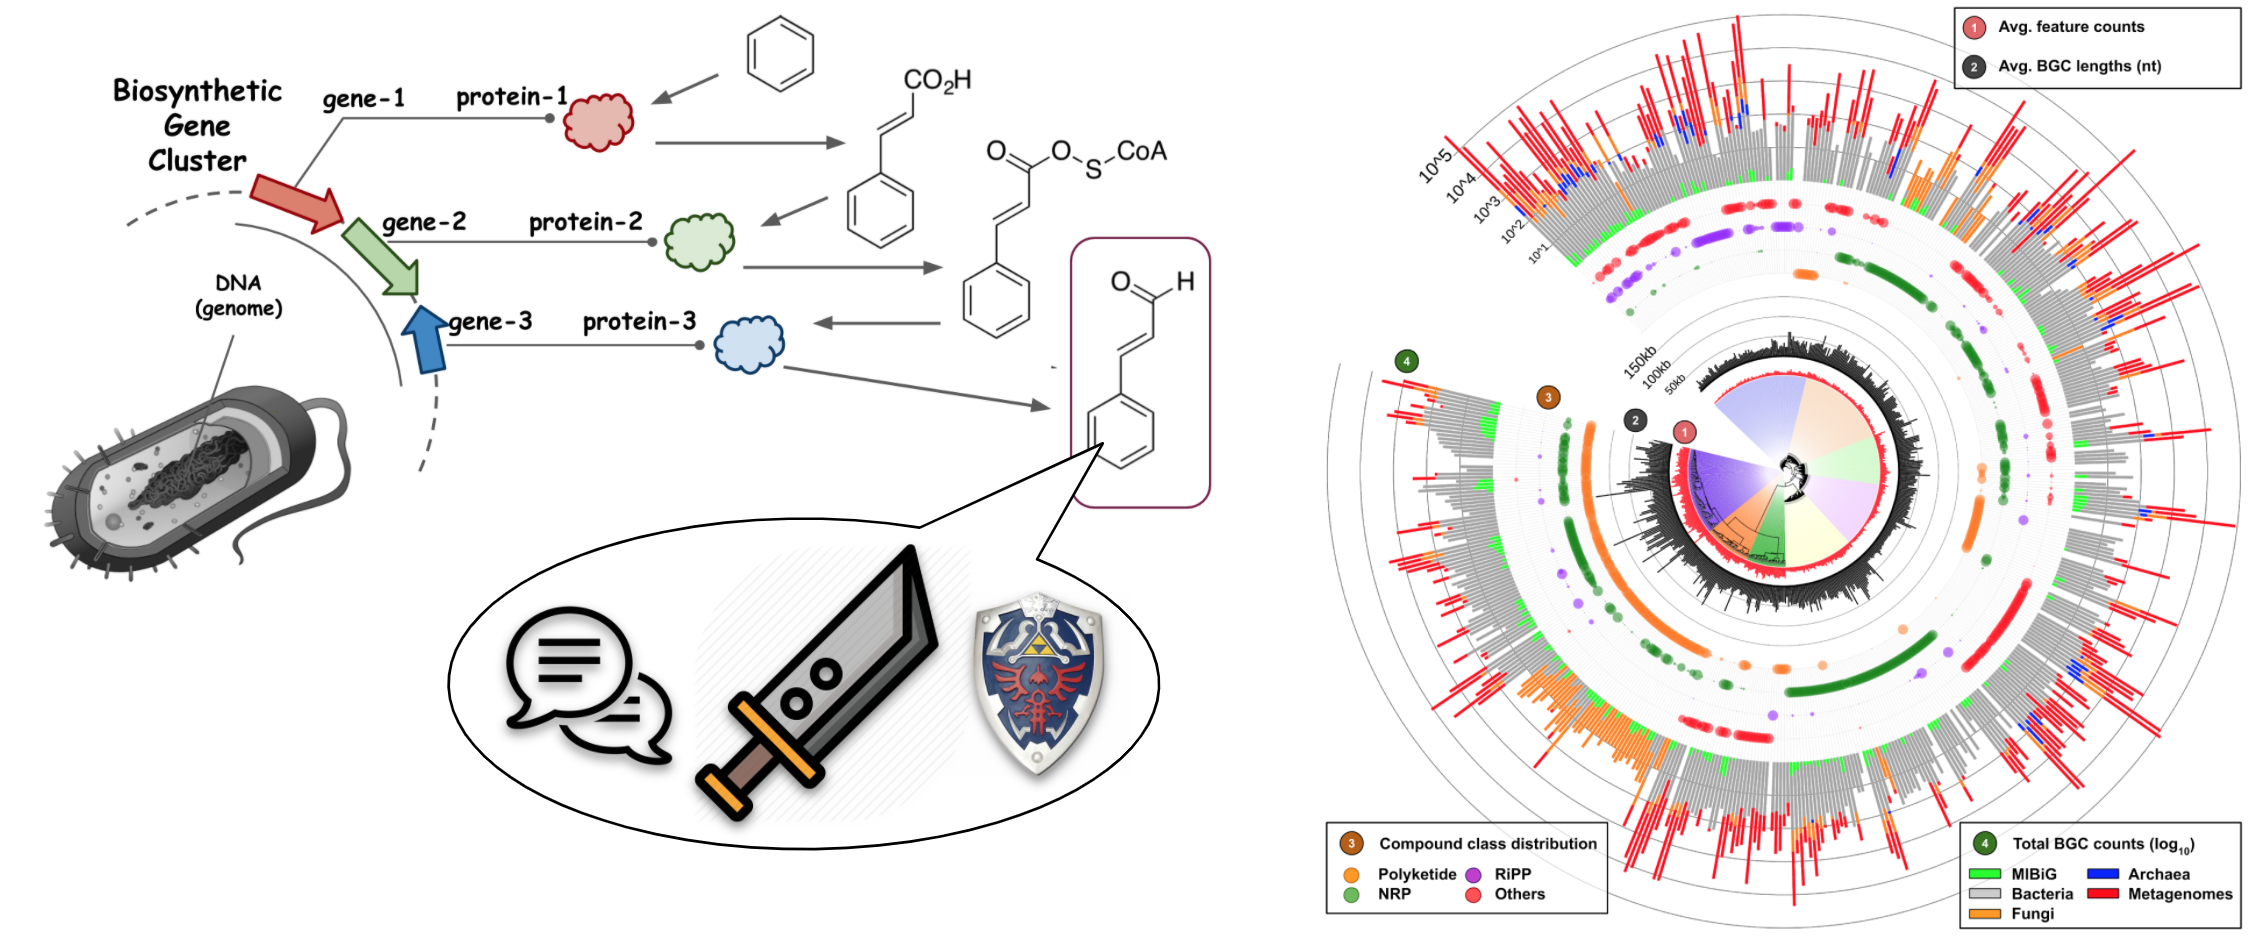 Biosynthetic
Gene
Cluster
gene-1
protein-1
CO₂H
gene-2
protein-2
O
O
S
CoA
DNA
(genome)
gene-3
protein-3
O
H
1 Avg. feature counts
2 Avg. BGC lengths (nt)
10^5
10^4
10^3
10^2
10^1
150kb
100kb
50kb
4
3
2
1
3 Compound class distribution
Polyketide
RiPP
NRP
Others
4 Total BGC counts (log₁₀)
MIBiG
Archaea
Bacteria
Metagenomes
Fungi